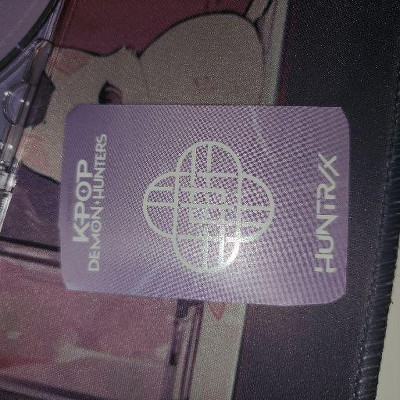 KPOP
DEMON HUNTERS
HUNTR/X